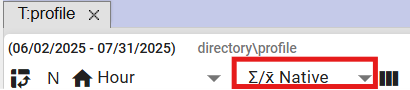 T:profile ×
(06/02/2025 - 07/31/2025) directory\profile
N Hour Σ/x̄ Native